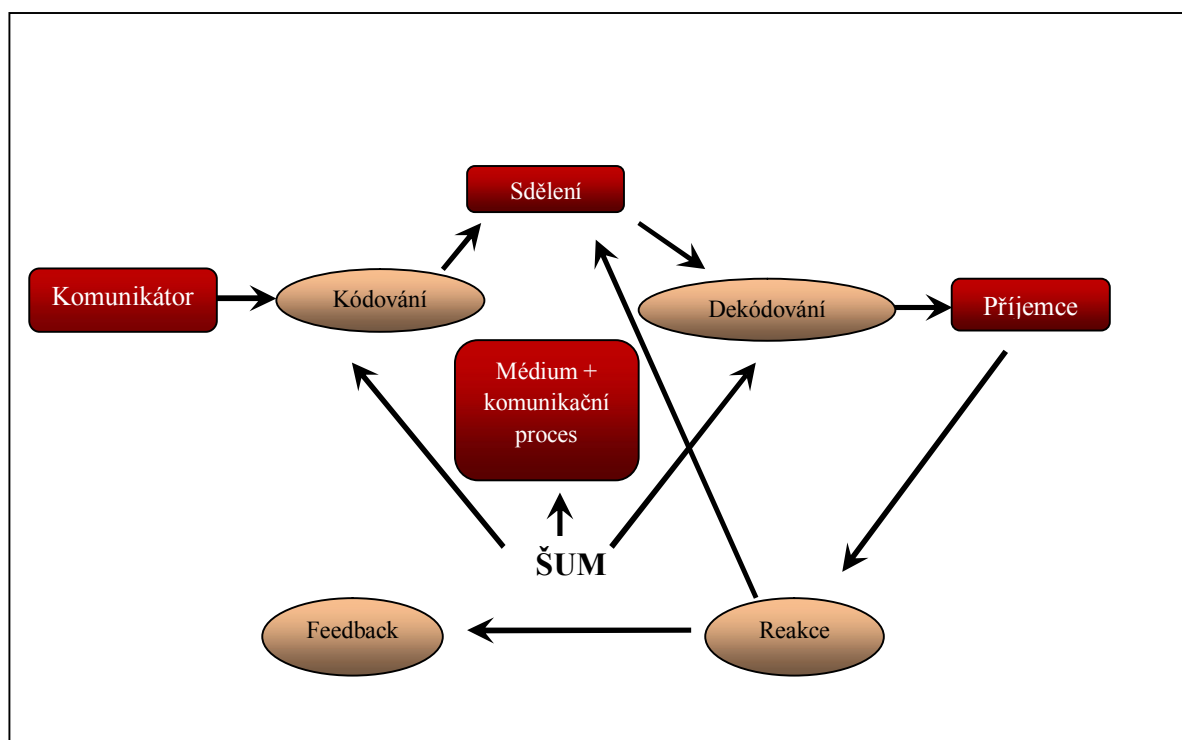 Sdělení
Komunikátor
Kódování
Dekódování
Příjemce
Médium +
komunikační
proces
ŠUM
Feedback
Reakce